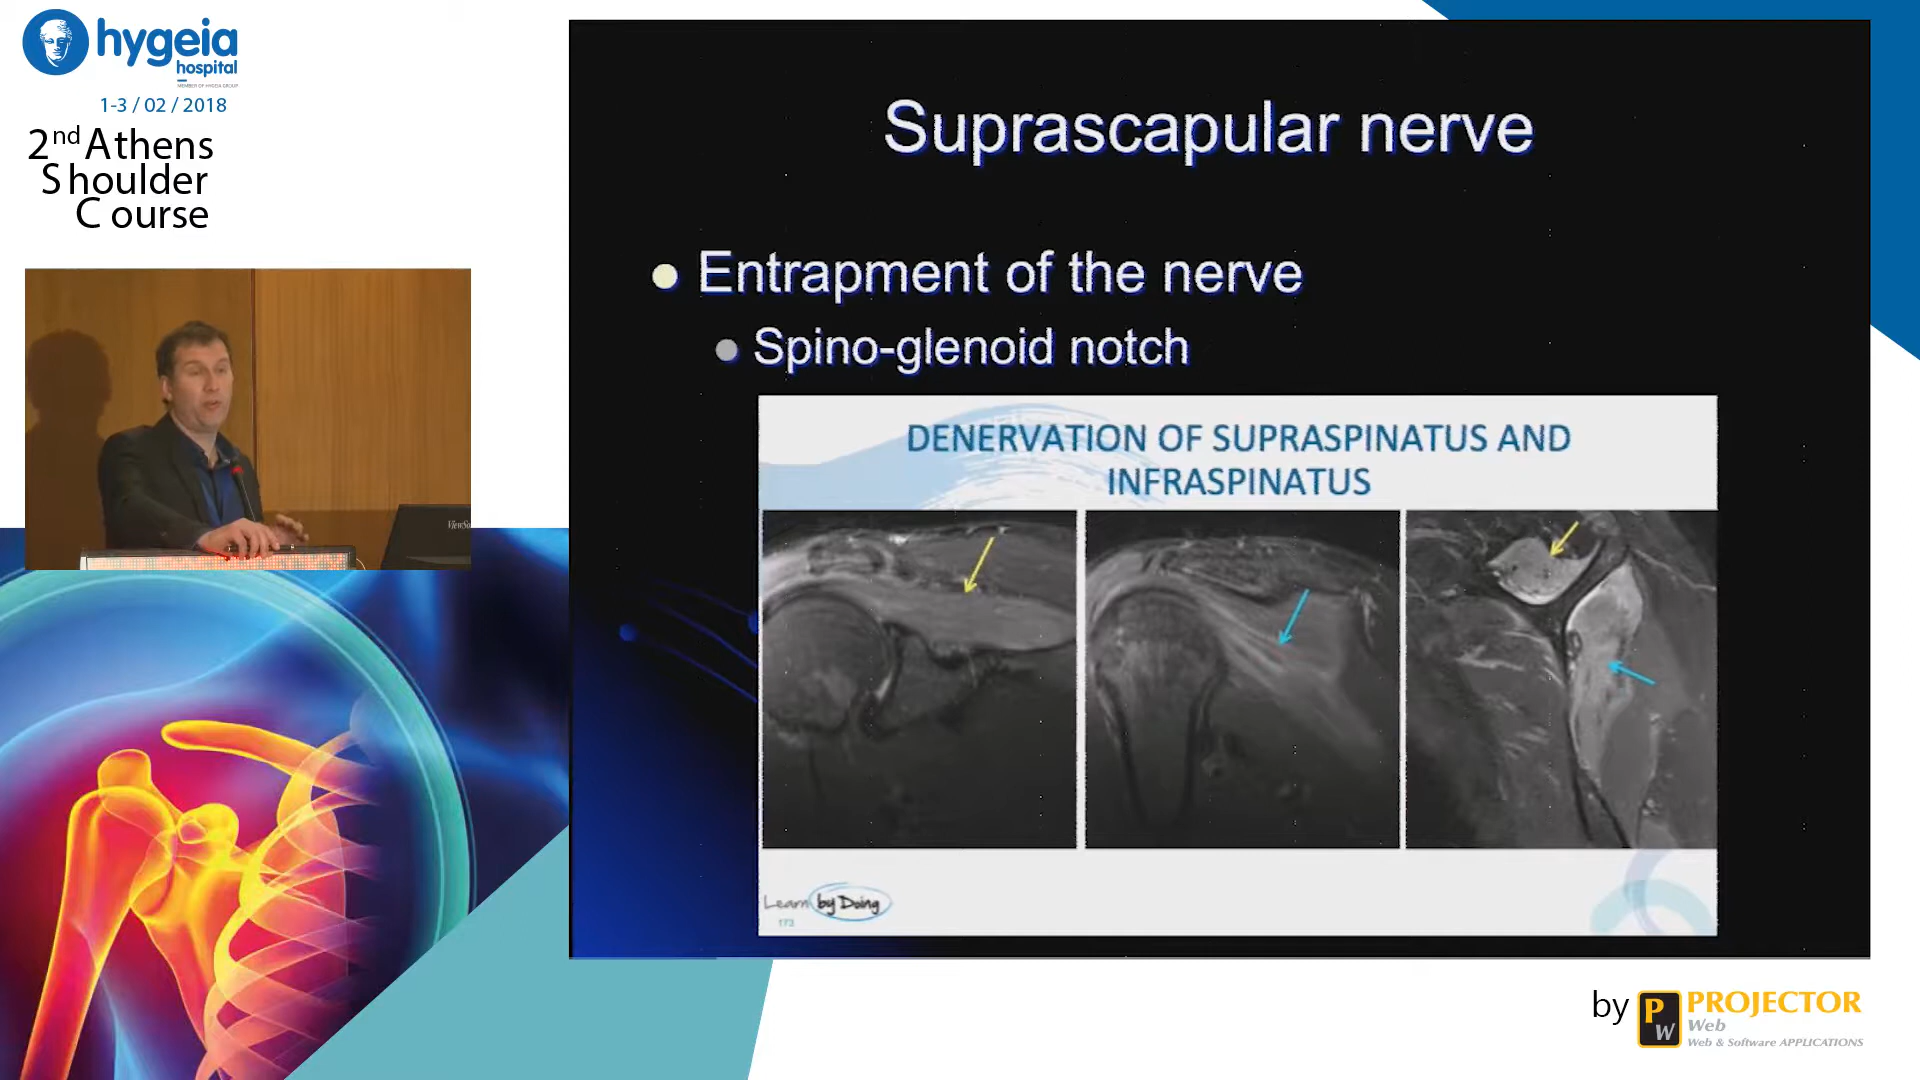 hygeia
hospital
MEMBER OF HYGEIA GROUP
1-3 / 02 / 2018
2nd Athens
Shoulder
Course
Suprascapular nerve
Entrapment of the nerve
Spino-glenoid notch
DENERVATION OF SUPRASPINATUS AND
INFRASPINATUS
Learn by Doing
173
by PW PROJECTOR
Web
Web & Software APPLICATIONS